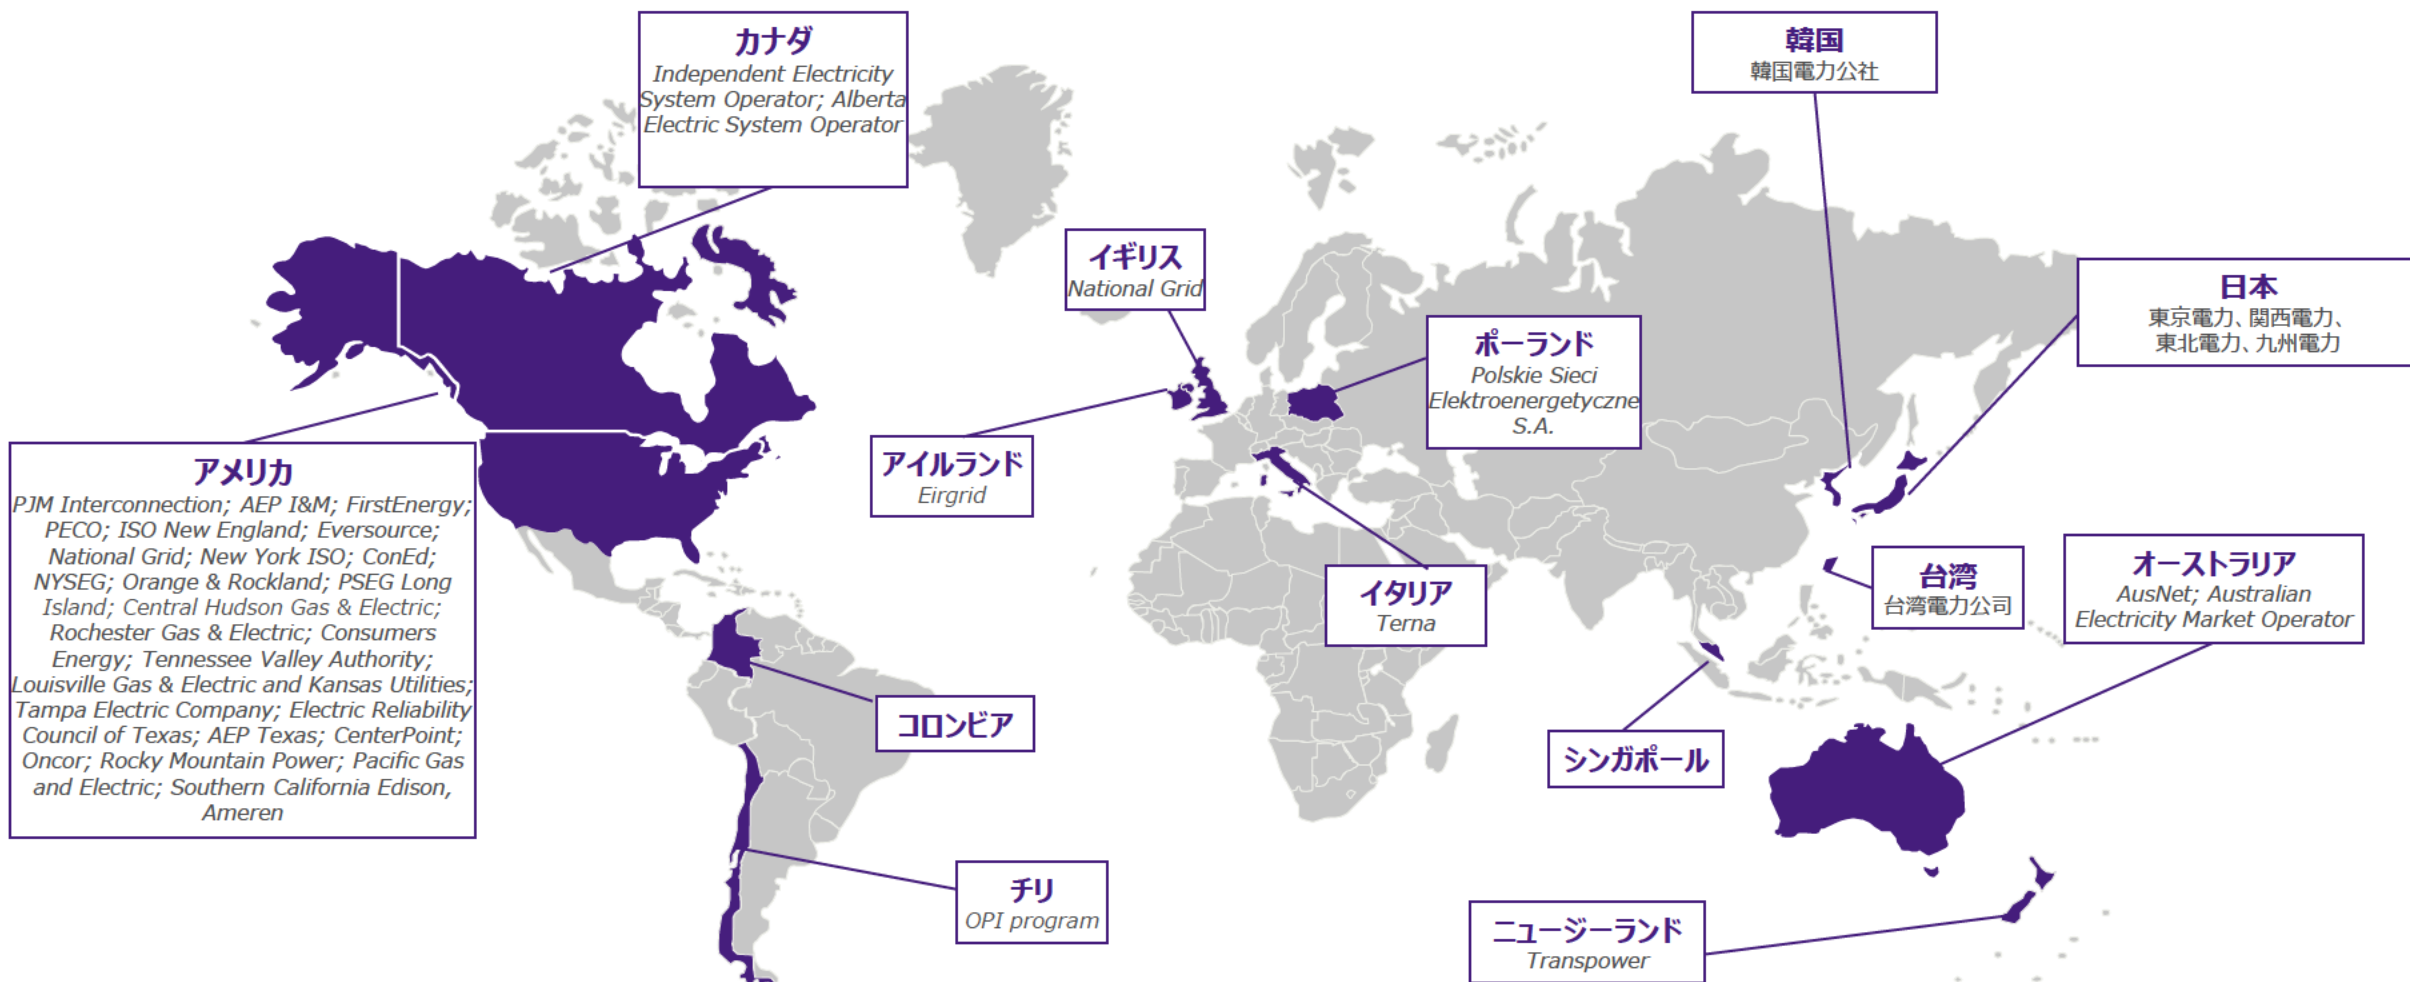 カナダ
Independent Electricity
System Operator; Alberta
Electric System Operator
韓国
韓国電力公社
イギリス
National Grid
日本
東京電力、関西電力、
東北電力、九州電力
ポーランド
Polskie Sieci
Elektroenergetyczne
S.A.
アイルランド
Eirgrid
アメリカ
PJM Interconnection; AEP I&M; FirstEnergy;
PECO; ISO New England; Eversource;
National Grid; New York ISO; ConEd;
NYSEG; Orange & Rockland; PSEG Long
Island; Central Hudson Gas & Electric;
Rochester Gas & Electric; Consumers
Energy; Tennessee Valley Authority;
Louisville Gas & Electric and Kansas Utilities;
Tampa Electric Company; Electric Reliability
Council of Texas; AEP Texas; CenterPoint;
Oncor; Rocky Mountain Power; Pacific Gas
and Electric; Southern California Edison,
Ameren
イタリア
Terna
台湾
台湾電力公司
オーストラリア
AusNet; Australian
Electricity Market Operator
コロンビア
シンガポール
チリ
OPI program
ニュージーランド
Transpower